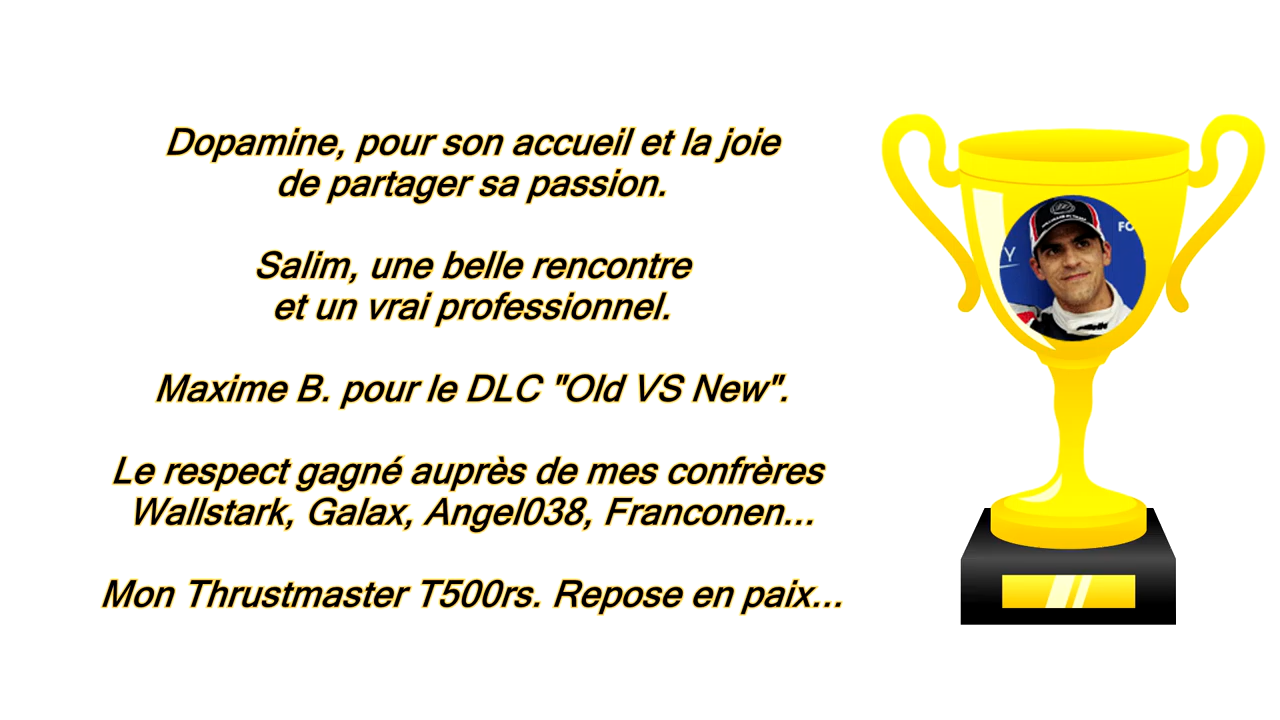 Dopamine, pour son accueil et la joie
de partager sa passion.
Salim, une belle rencontre
et un vrai professionnel.
Maxime B. pour le DLC "Old VS New".
Le respect gagné auprès de mes confrères
Wallstark, Galax, Angel038, Franconen...
Mon Thrustmaster T500rs. Repose en paix...
FO
Y